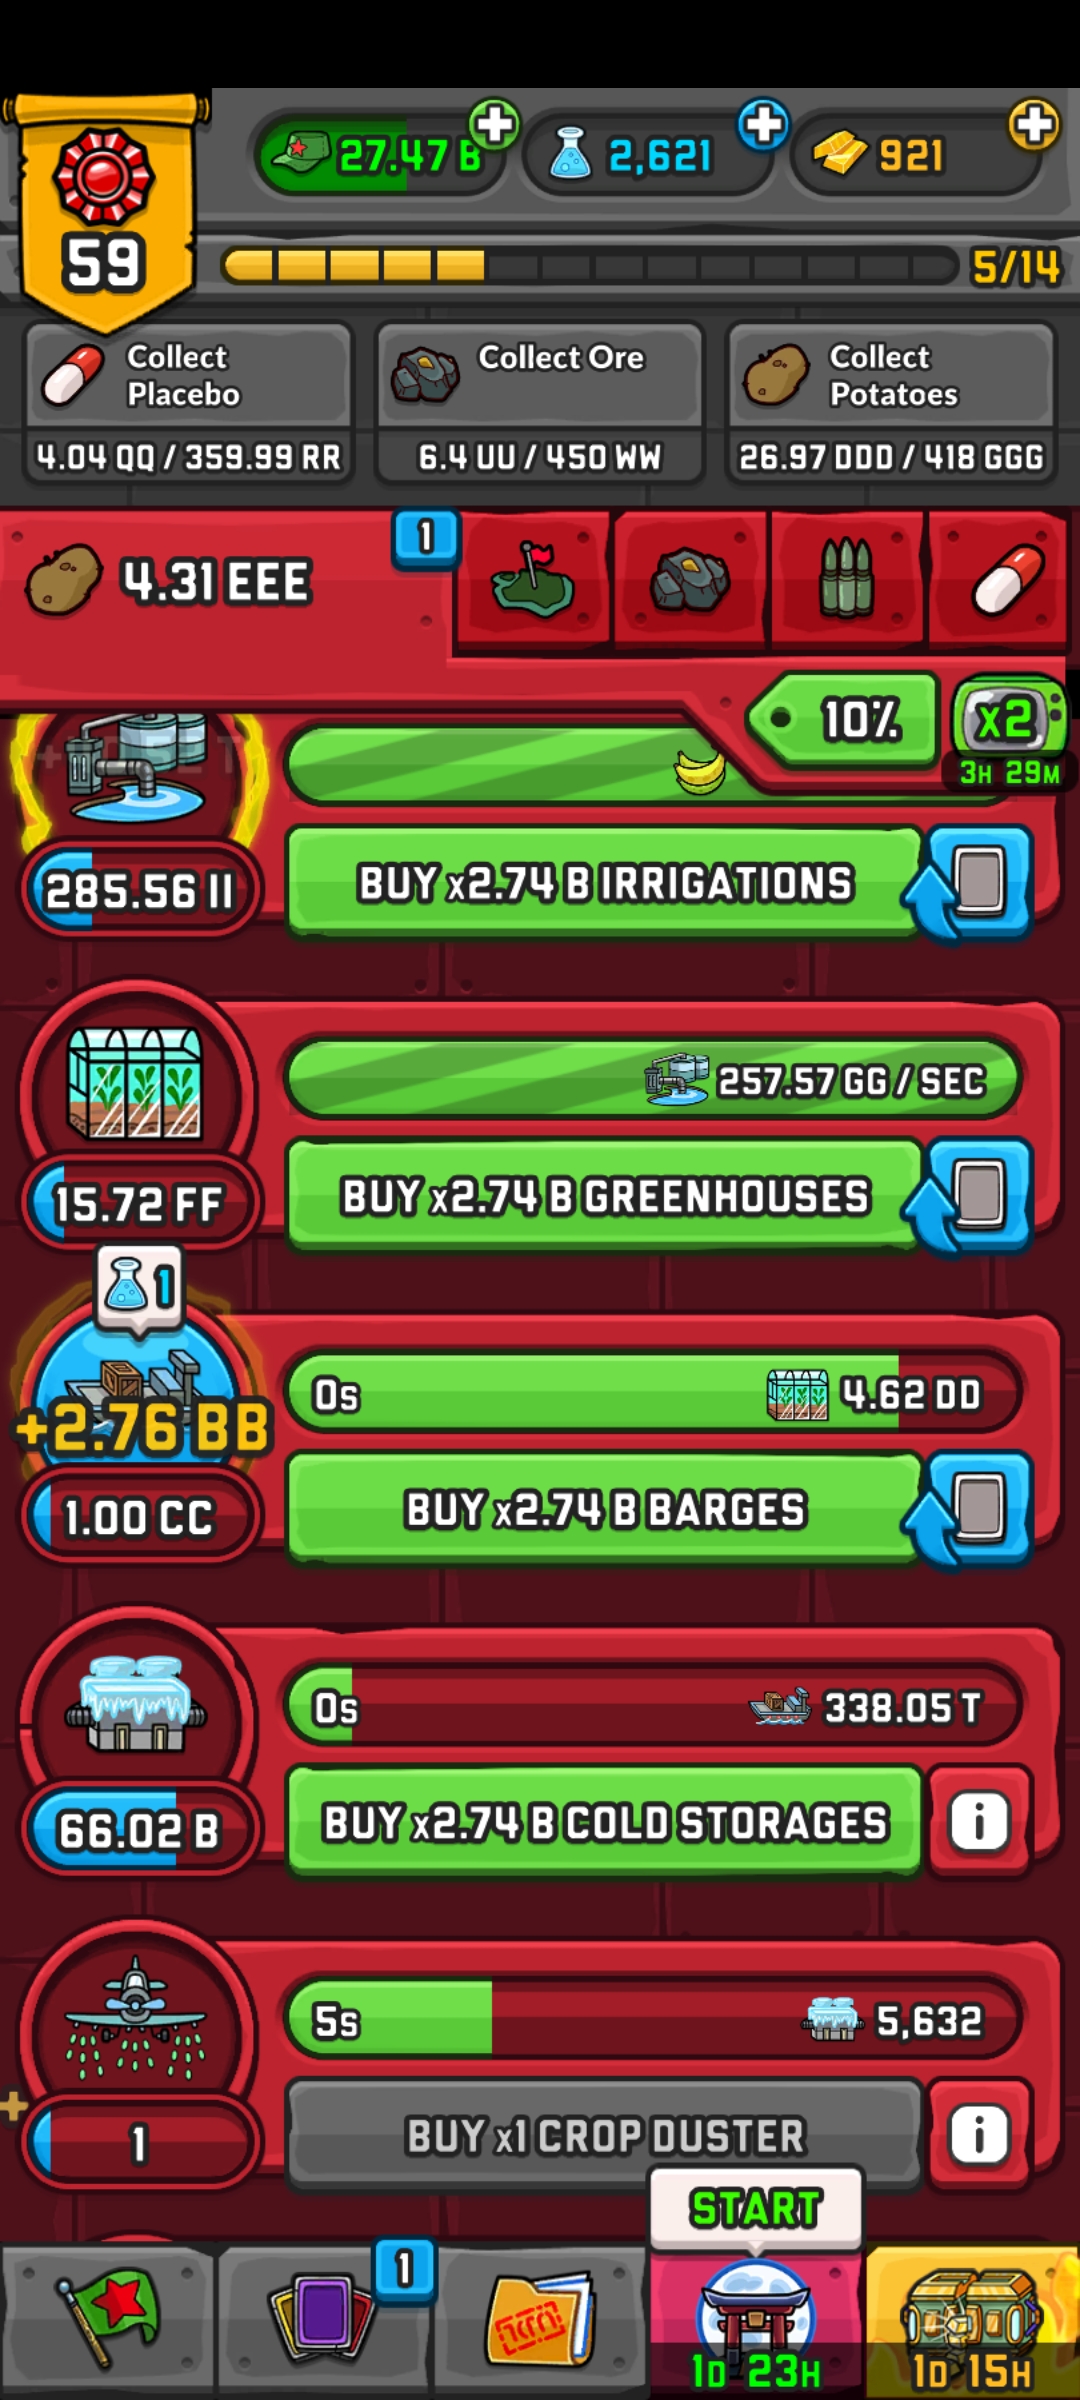 27.47 B
2,621
921
59
5/14
Collect
Placebo
4.04 QQ / 359.99 RR
Collect Ore
6.4 UU / 450 WW
Collect
Potatoes
26.97 DDD / 418 GGG
4.31 EEE
1
10%
x2
3H 29M
285.56 II
BUY x2.74 B IRRIGATIONS
257.57 GG / SEC
15.72 FF
BUY x2.74 B GREENHOUSES
1
+2.76 BB
0s
4.62 DD
1.00 CC
BUY x2.74 B BARGES
0s
338.05 T
66.02 B
BUY x2.74 B COLD STORAGES
i
5s
5,632
1
BUY x1 CROP DUSTER
i
START
1
1D 23H
1D 15H